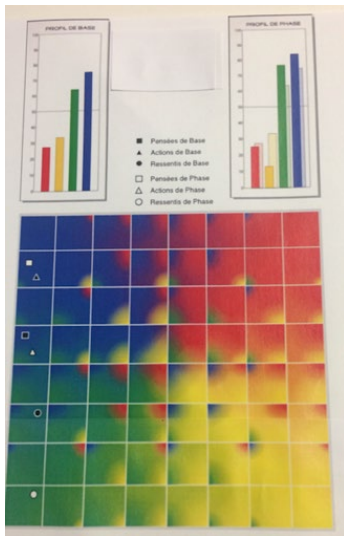 PROFIL DE BASE
PROFIL DE PHASE
Pensées de Base
Actions de Base
Ressentis de Base
Pensées de Phase
Actions de Phase
Ressentis de Phase